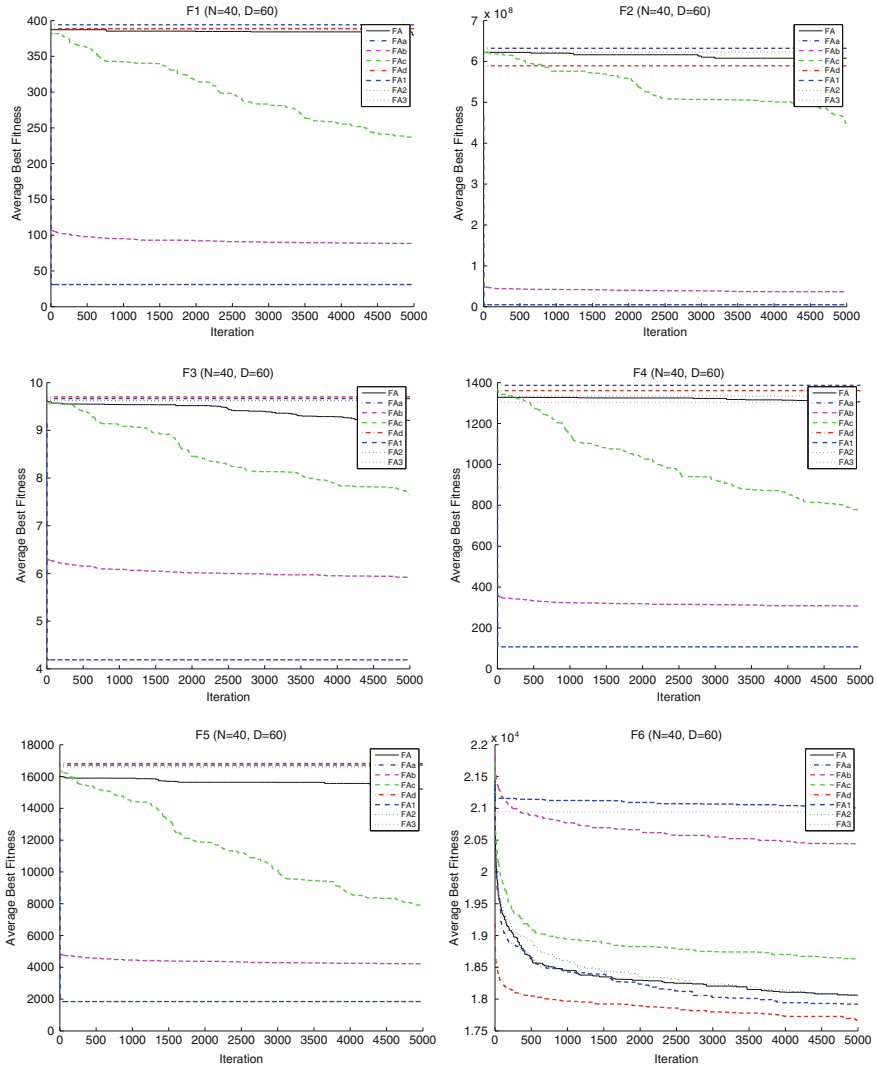 F1 (N=40, D=60)
400
350
300
250
200
150
100
50
0
Average Best Fitness
0 500 1000 1500 2000 2500 3000 3500 4000 4500 5000
Iteration
FA
FAa
FAb
FAc
FAd
FA1
FA2
FA3
F2 (N=40, D=60)
x 10^8
7
6
5
4
3
2
1
0
Average Best Fitness
0 500 1000 1500 2000 2500 3000 3500 4000 4500 5000
Iteration
FA
FAa
FAb
FAc
FAd
FA1
FA2
FA3
F3 (N=40, D=60)
10
9
8
7
6
5
4
Average Best Fitness
0 500 1000 1500 2000 2500 3000 3500 4000 4500 5000
Iteration
FA
FAa
FAb
FAc
FAd
FA1
FA2
FA3
F4 (N=40, D=60)
1400
1200
1000
800
600
400
200
0
Average Best Fitness
0 500 1000 1500 2000 2500 3000 3500 4000 4500 5000
Iteration
FA
FAa
FAb
FAc
FAd
FA1
FA2
FA3
F5 (N=40, D=60)
18000
16000
14000
12000
10000
8000
6000
4000
2000
0
Average Best Fitness
0 500 1000 1500 2000 2500 3000 3500 4000 4500 5000
Iteration
FA
FAa
FAb
FAc
FAd
FA1
FA2
FA3
F6 (N=40, D=60)
x 10^4
2.2
2.15
2.1
2.05
2
1.95
1.9
1.85
1.8
1.75
Average Best Fitness
0 500 1000 1500 2000 2500 3000 3500 4000 4500 5000
Iteration
FA
FAa
FAb
FAc
FAd
FA1
FA2
FA3